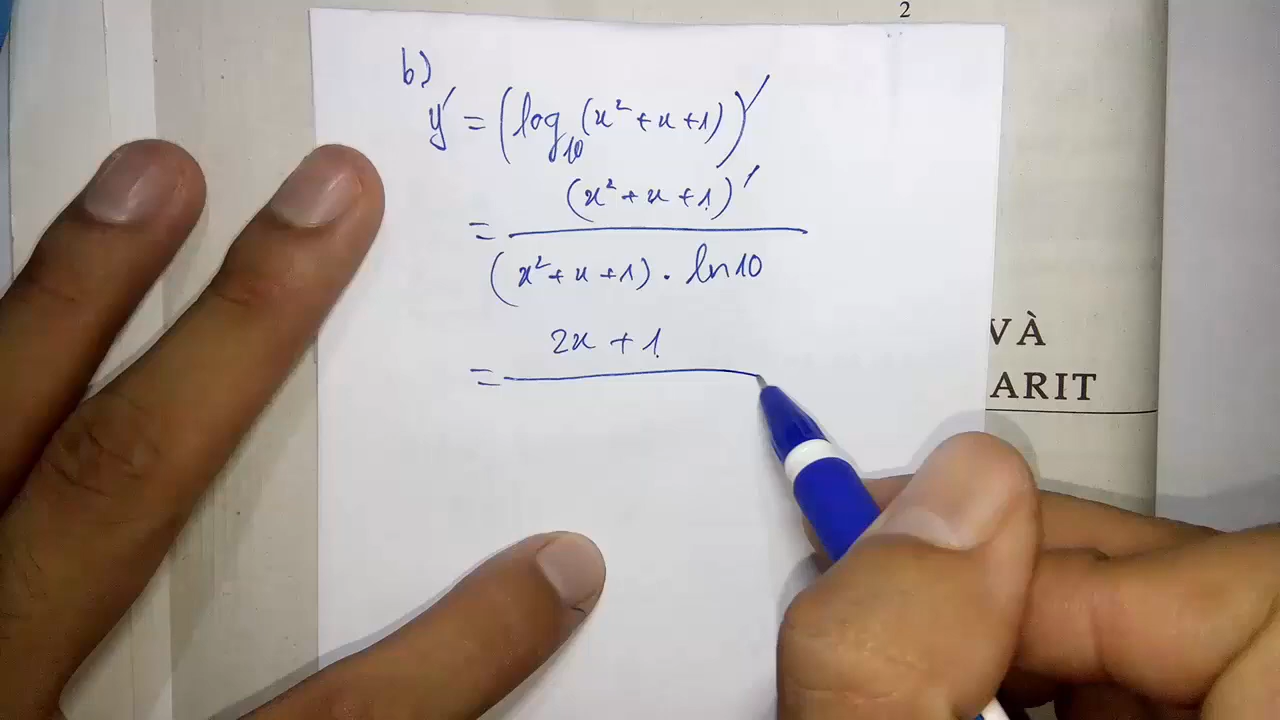 2
b)
y' = (log₁₀(x² + x + 1))'
= (x² + x + 1)' / (x² + x + 1) . ln10
= 2x + 1
VÀ
ARIT